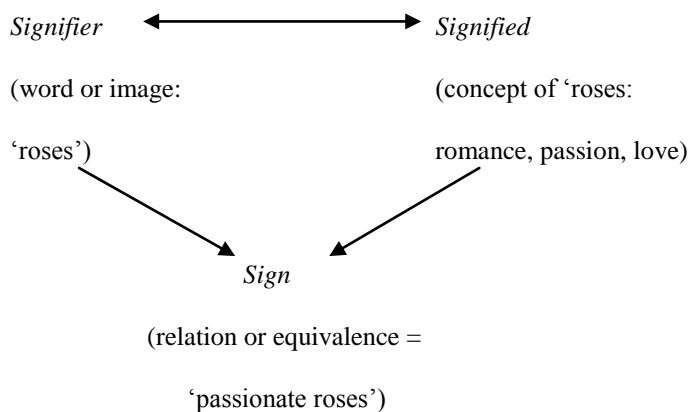 Signifier Signified
(word or image: (concept of ‘roses:
‘roses’) romance, passion, love)
Sign
(relation or equivalence =
‘passionate roses’)